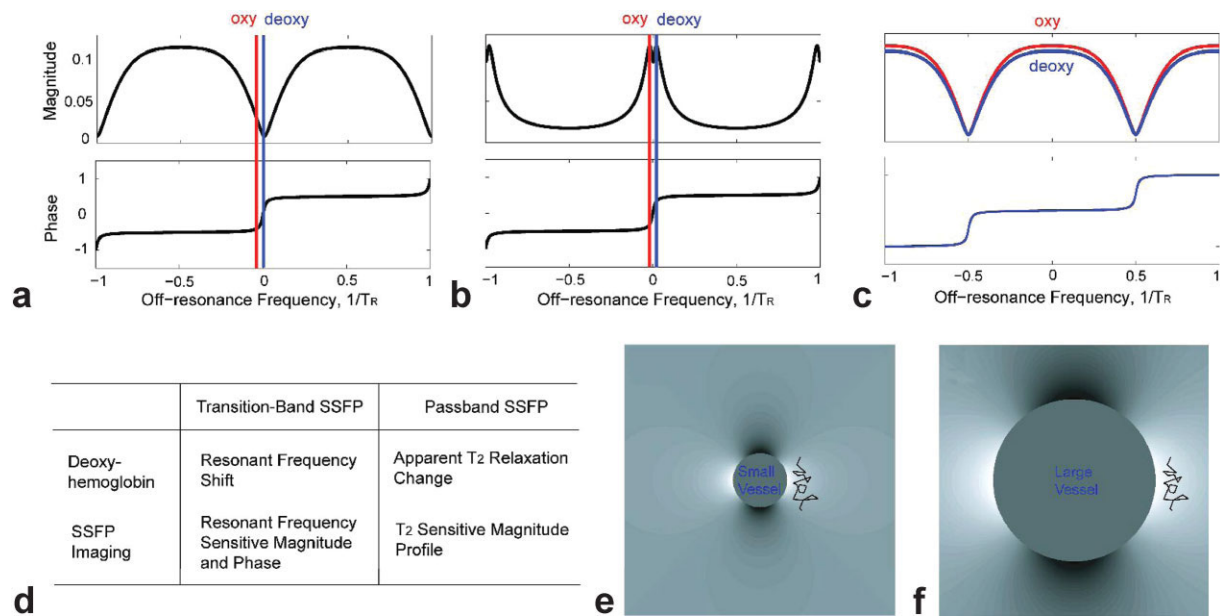 oxy deoxy
Magnitude
0.1
0.05
0
Phase
1
0
-1
−1 −0.5 0 0.5 1
a Off-resonance Frequency, 1/TR
oxy deoxy
−1 −0.5 0 0.5 1
b Off-resonance Frequency, 1/TR
oxy
deoxy
−1 −0.5 0 0.5 1
c Off-resonance Frequency, 1/TR
Transition-Band SSFP Passband SSFP
Deoxy-
hemoglobin
Resonant Frequency
Shift
Apparent T2 Relaxation
Change
SSFP
Imaging
Resonant Frequency
Sensitive Magnitude
and Phase
T2 Sensitive Magnitude
Profile
d
Small
Vessel
e
Large
Vessel
f